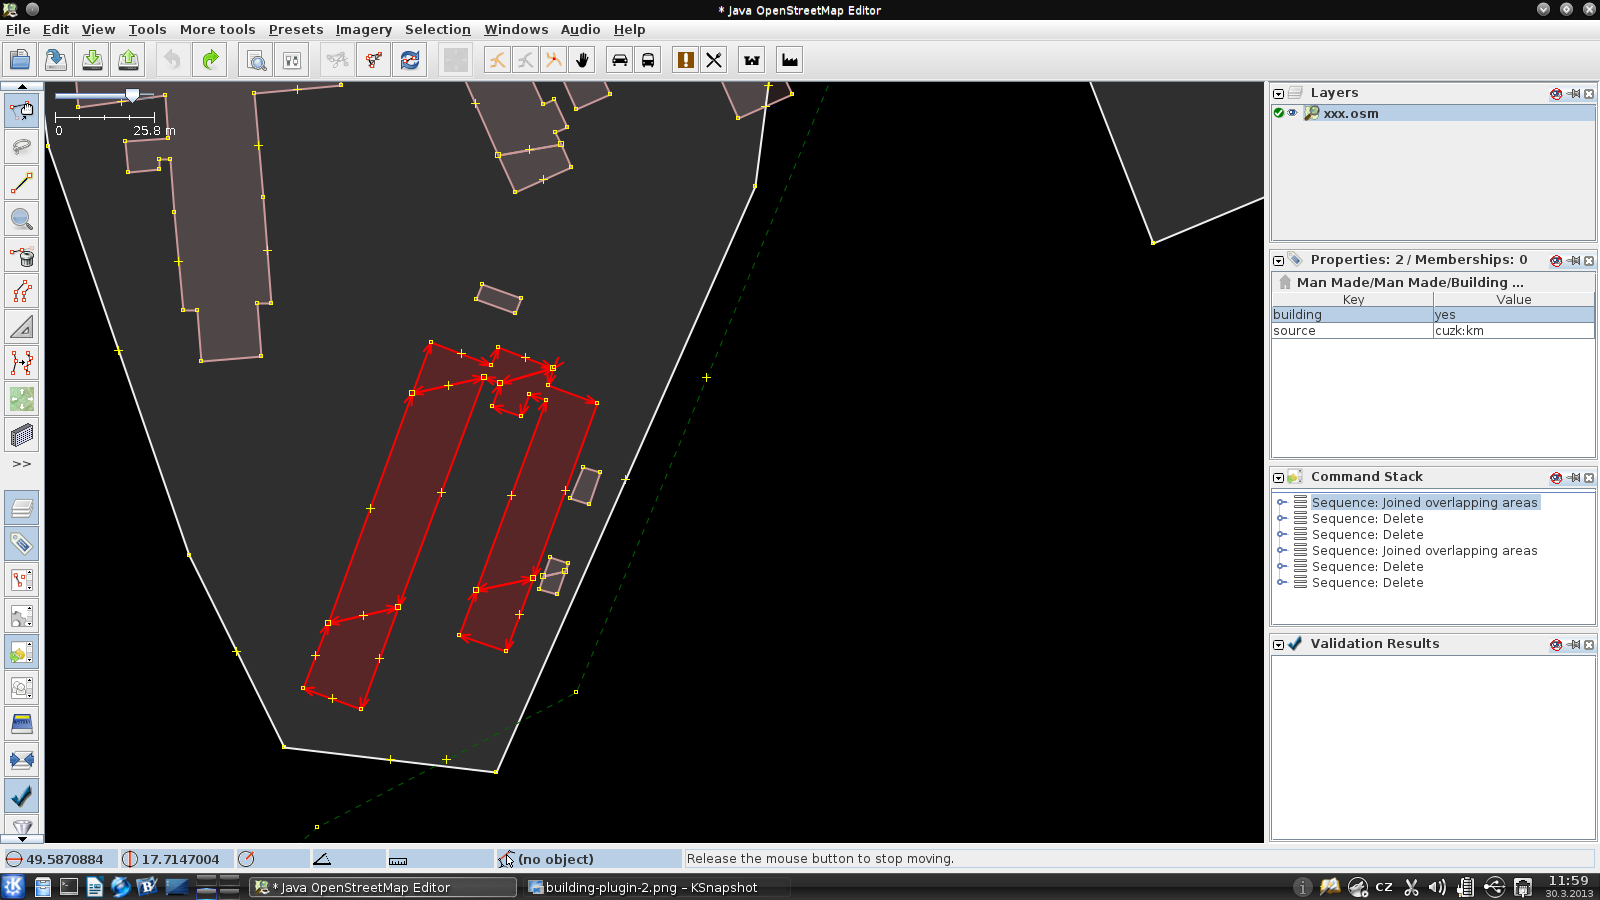 * Java OpenStreetMap Editor
File Edit View Tools More tools Presets Imagery Selection Windows Audio Help
0 25.8 m
Layers
xxx.osm
Properties: 2 / Memberships: 0
Man Made/Man Made/Building ...
Key Value
building yes
source cuzk:km
Command Stack
Sequence: Joined overlapping areas
Sequence: Delete
Sequence: Delete
Sequence: Joined overlapping areas
Sequence: Delete
Sequence: Delete
Validation Results
>>
49.5870884 17.7147004 (no object) Release the mouse button to stop moving.
* Java OpenStreetMap Editor building-plugin-2.png – KSnapshot cz 11:59
30.3.2013